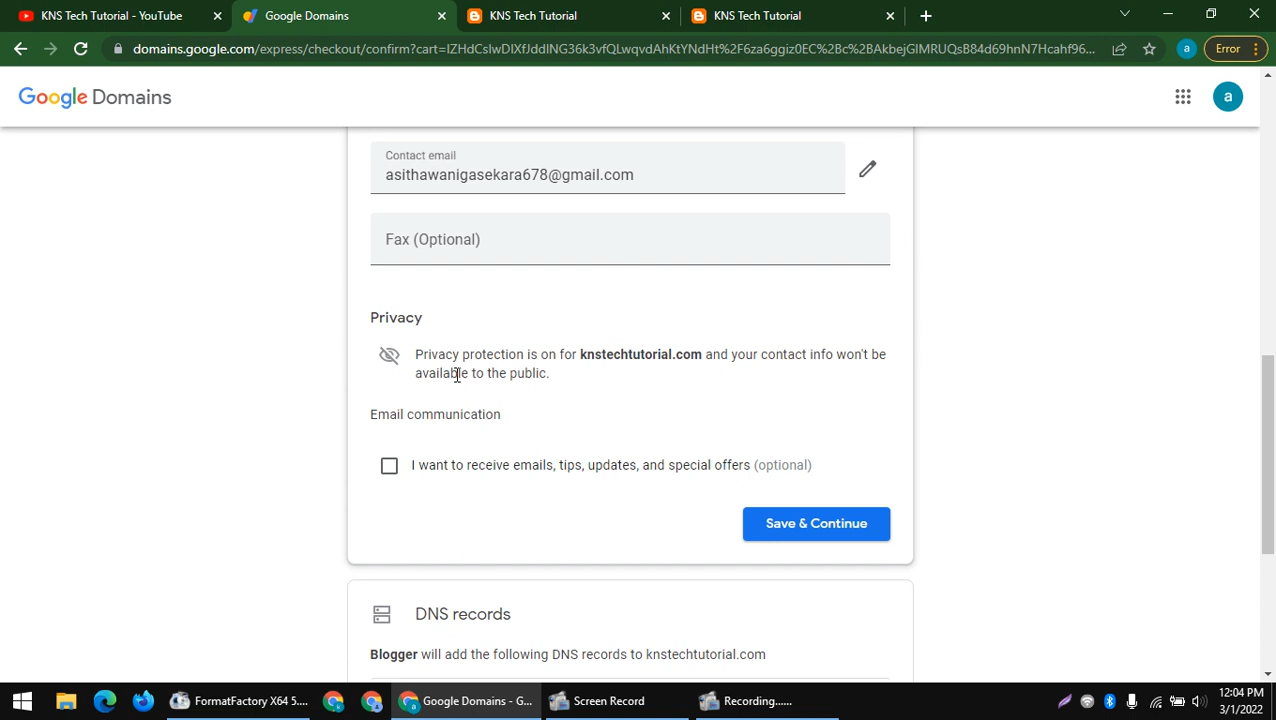 KNS Tech Tutorial - YouTube
Google Domains
KNS Tech Tutorial
KNS Tech Tutorial
domains.google.com/express/checkout/confirm?cart=IZHdCsIwDIXfJddING36k3vfQLwqvdAhKtYNdHt%2F6za6ggiz0EC%2Bc%2BAkbejGIMRUQsB84d69hnN7Hcahf96...
a
Error
Google Domains
a
Contact email
asithawanigasekara678@gmail.com
Fax (Optional)
Privacy
Privacy protection is on for knstechtutorial.com and your contact info won't be
available to the public.
Email communication
I want to receive emails, tips, updates, and special offers (optional)
Save & Continue
DNS records
Blogger will add the following DNS records to knstechtutorial.com
FormatFactory X64 5....
Google Domains - G...
Screen Record
Recording......
12:04 PM
3/1/2022